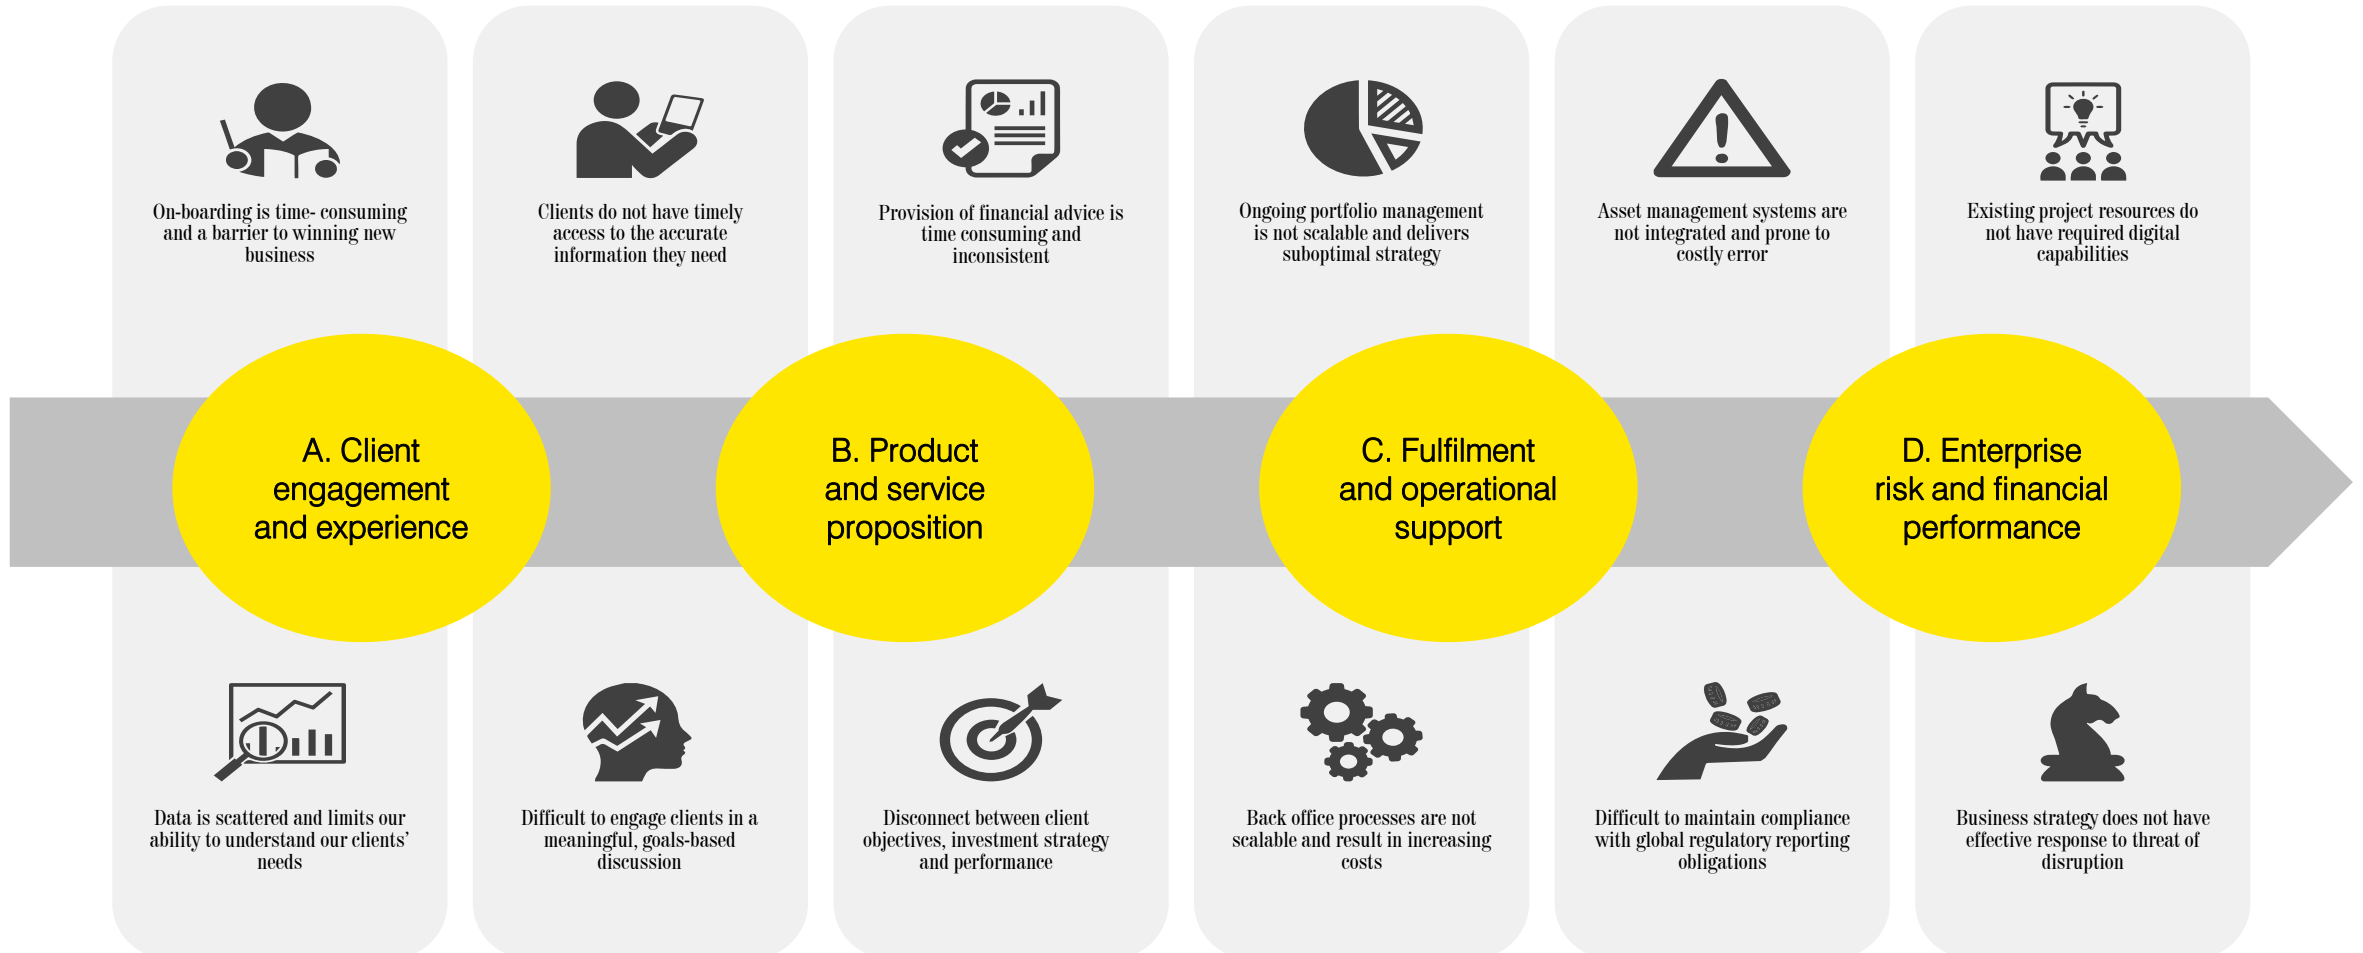 On-boarding is time- consuming
and a barrier to winning new
business
Clients do not have timely
access to the accurate
information they need
Provision of financial advice is
time consuming and
inconsistent
Ongoing portfolio management
is not scalable and delivers
suboptimal strategy
Asset management systems are
not integrated and prone to
costly error
Existing project resources do
not have required digital
capabilities
A. Client
engagement
and experience
B. Product
and service
proposition
C. Fulfilment
and operational
support
D. Enterprise
risk and financial
performance
Data is scattered and limits our
ability to understand our clients’
needs
Difficult to engage clients in a
meaningful, goals-based
discussion
Disconnect between client
objectives, investment strategy
and performance
Back office processes are not
scalable and result in increasing
costs
Difficult to maintain compliance
with global regulatory reporting
obligations
Business strategy does not have
effective response to threat of
disruption